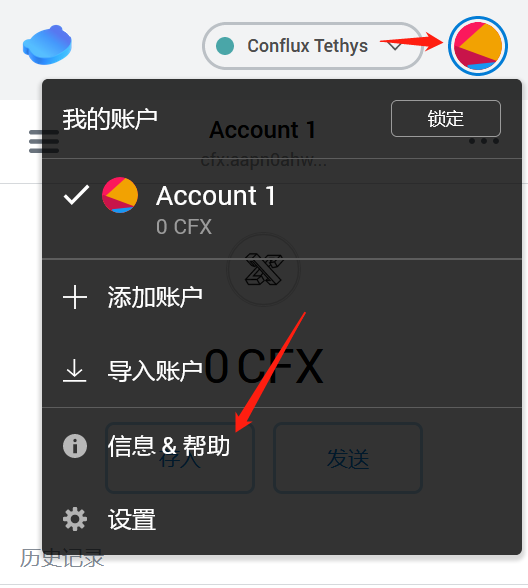 Conflux Tethys
我的账户
锁定
Account 1
cfx:aapn0ahw...
Account 1
0 CFX
添加账户
导入账户
0 CFX
信息 & 帮助
存入
发送
设置
历史记录